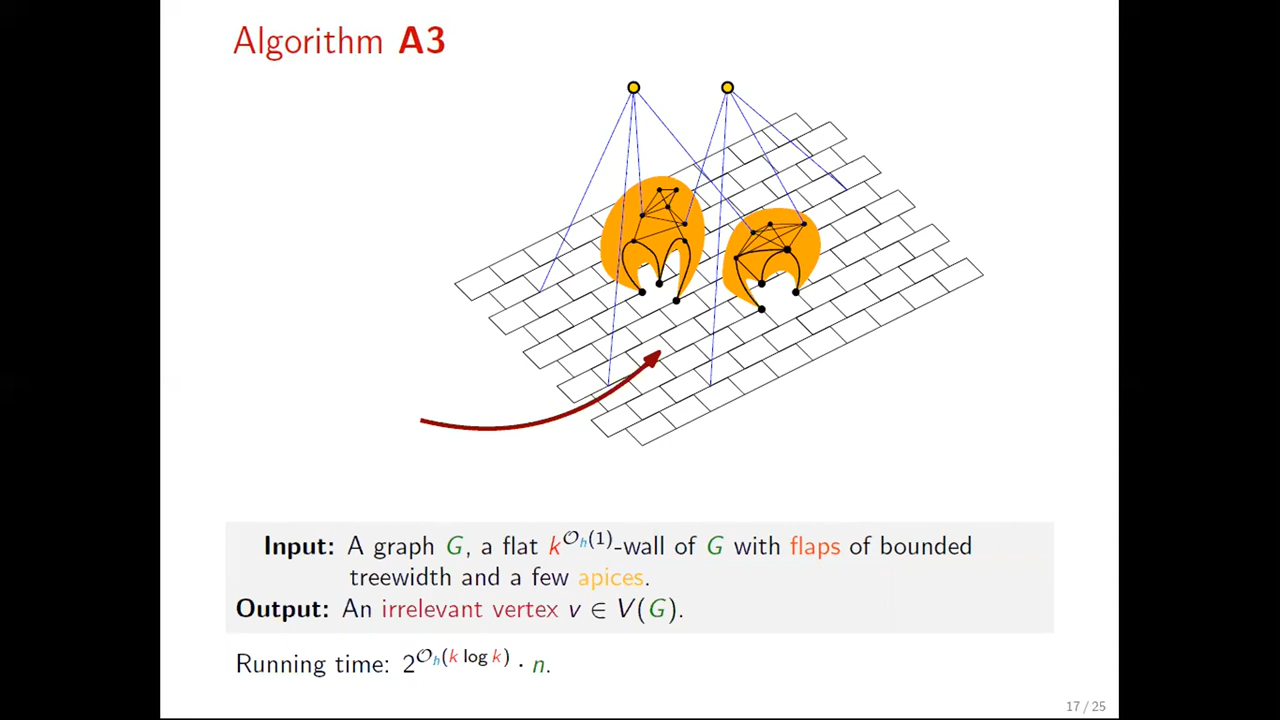 Algorithm A3
Input: A graph G, a flat k^{𝒪_h(1)}-wall of G with flaps of bounded
treewidth and a few apices.
Output: An irrelevant vertex v ∈ V(G).
Running time: 2^{𝒪_h(k log k)} · n.
17 / 25